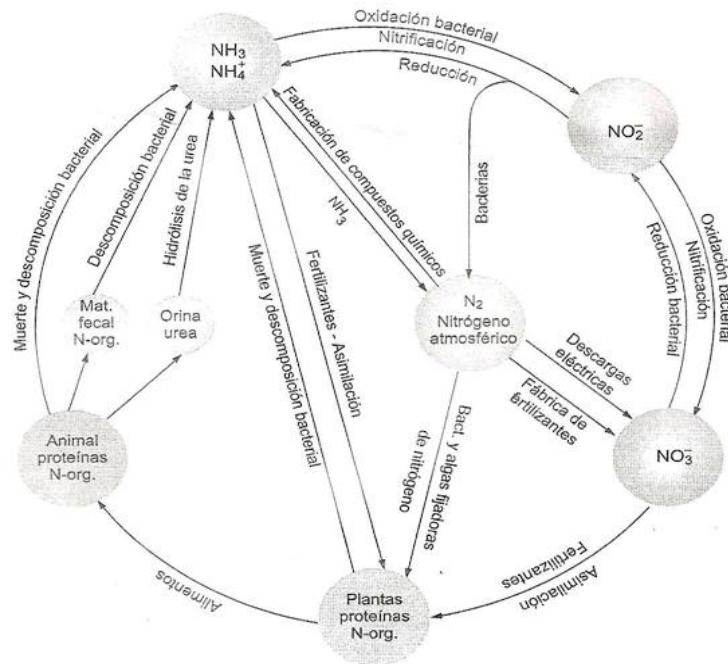 Oxidación bacterial
Nitrificación
Reducción
NH₃
NH₄⁺
NO₂⁻
Muerte y descomposición bacterial
Descomposición bacterial
Hidrólisis de la urea
Fabricación de compuestos químicos
NH₃
Bacterias
Fertilizantes - Asimilación
Muerte y descomposición bacterial
Oxidación bacterial
Nitrificación
Reducción bacterial
Mat.
fecal
N-org.
Orina
urea
N₂
Nitrógeno
atmosférico
Descargas
eléctricas
Fábrica de
fertilizantes
Bact. y algas fijadoras
de nitrógeno
Animal
proteínas
N-org.
NO₃⁻
Fertilizantes
Asimilación
Alimentos
Plantas
proteínas
N-org.